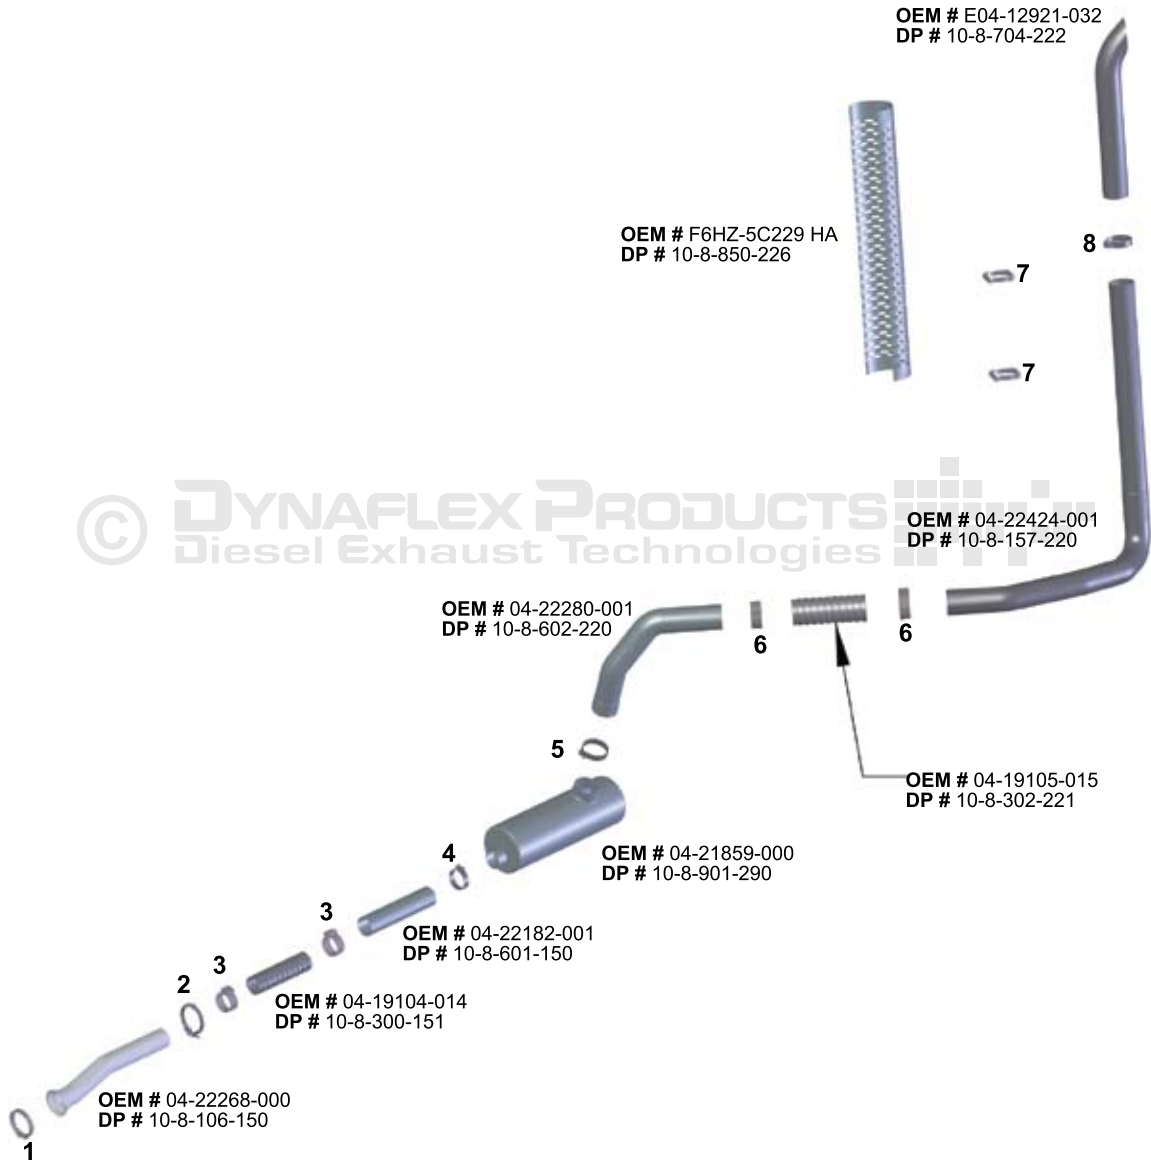 OEM # E04-12921-032
DP # 10-8-704-222
OEM # F6HZ-5C229 HA
DP # 10-8-850-226
8
7
7
© DYNAFLEX PRODUCTS
Diesel Exhaust Technologies
OEM # 04-22424-001
DP # 10-8-157-220
OEM # 04-22280-001
DP # 10-8-602-220
6
6
5
OEM # 04-19105-015
DP # 10-8-302-221
OEM # 04-21859-000
DP # 10-8-901-290
4
3
OEM # 04-22182-001
DP # 10-8-601-150
3
2
OEM # 04-19104-014
DP # 10-8-300-151
OEM # 04-22268-000
DP # 10-8-106-150
1